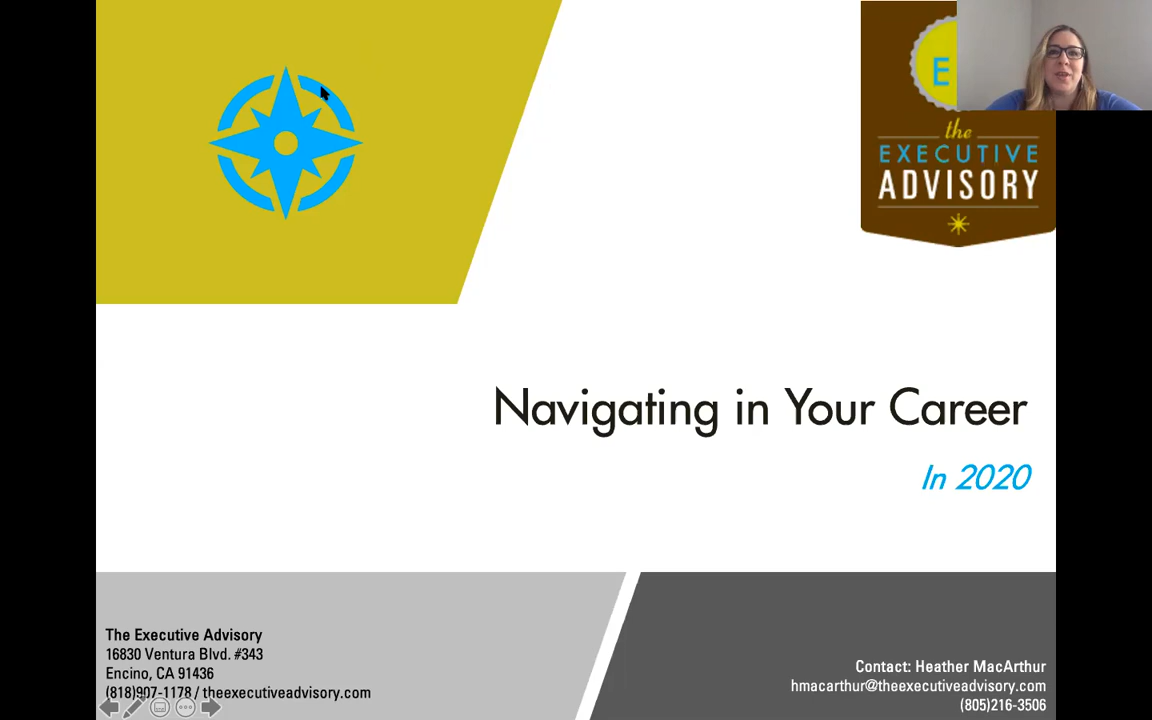 E
the
EXECUTIVE
ADVISORY
Navigating in Your Career
In 2020
The Executive Advisory
16830 Ventura Blvd. #343
Encino, CA 91436
(818)907-1178 / theexecutiveadvisory.com
Contact: Heather MacArthur
hmacarthur@theexecutiveadvisory.com
(805)216-3506